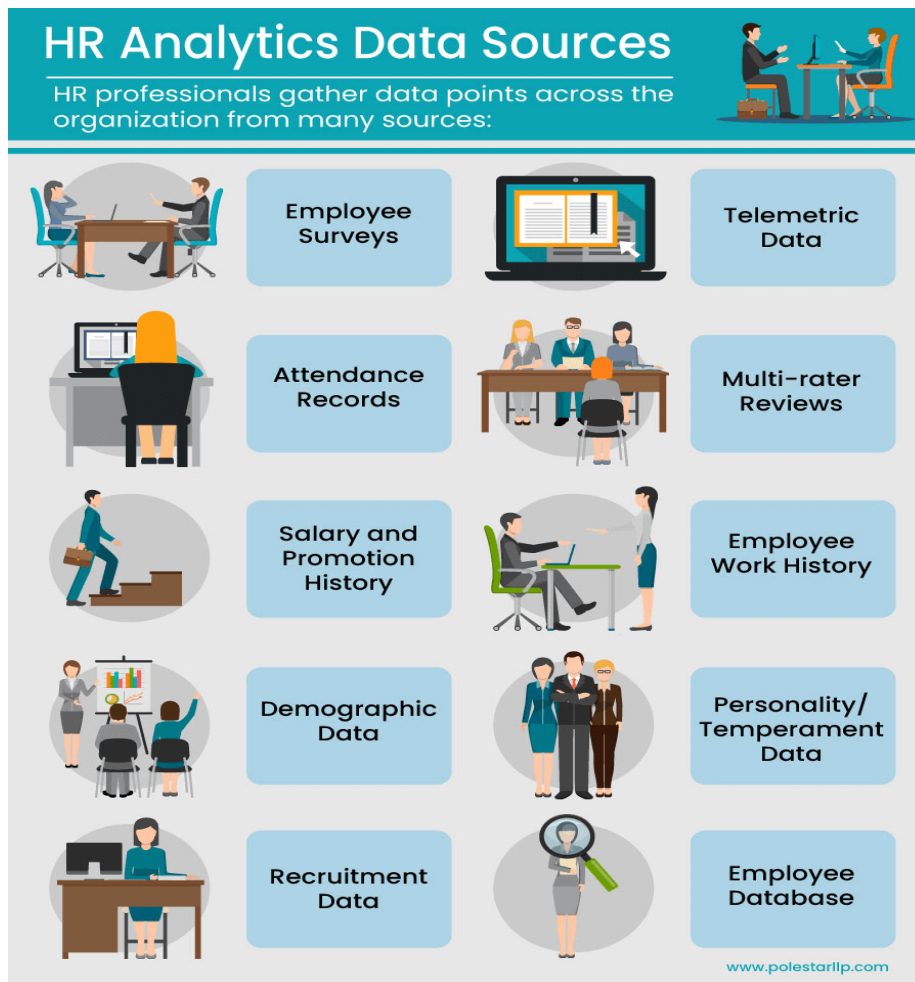 HR Analytics Data Sources
HR professionals gather data points across the
organization from many sources:
Employee
Surveys
Telemetric
Data
Attendance
Records
Multi-rater
Reviews
Salary and
Promotion
History
Employee
Work History
Demographic
Data
Personality/
Temperament
Data
Recruitment
Data
Employee
Database
www.polestarllp.com